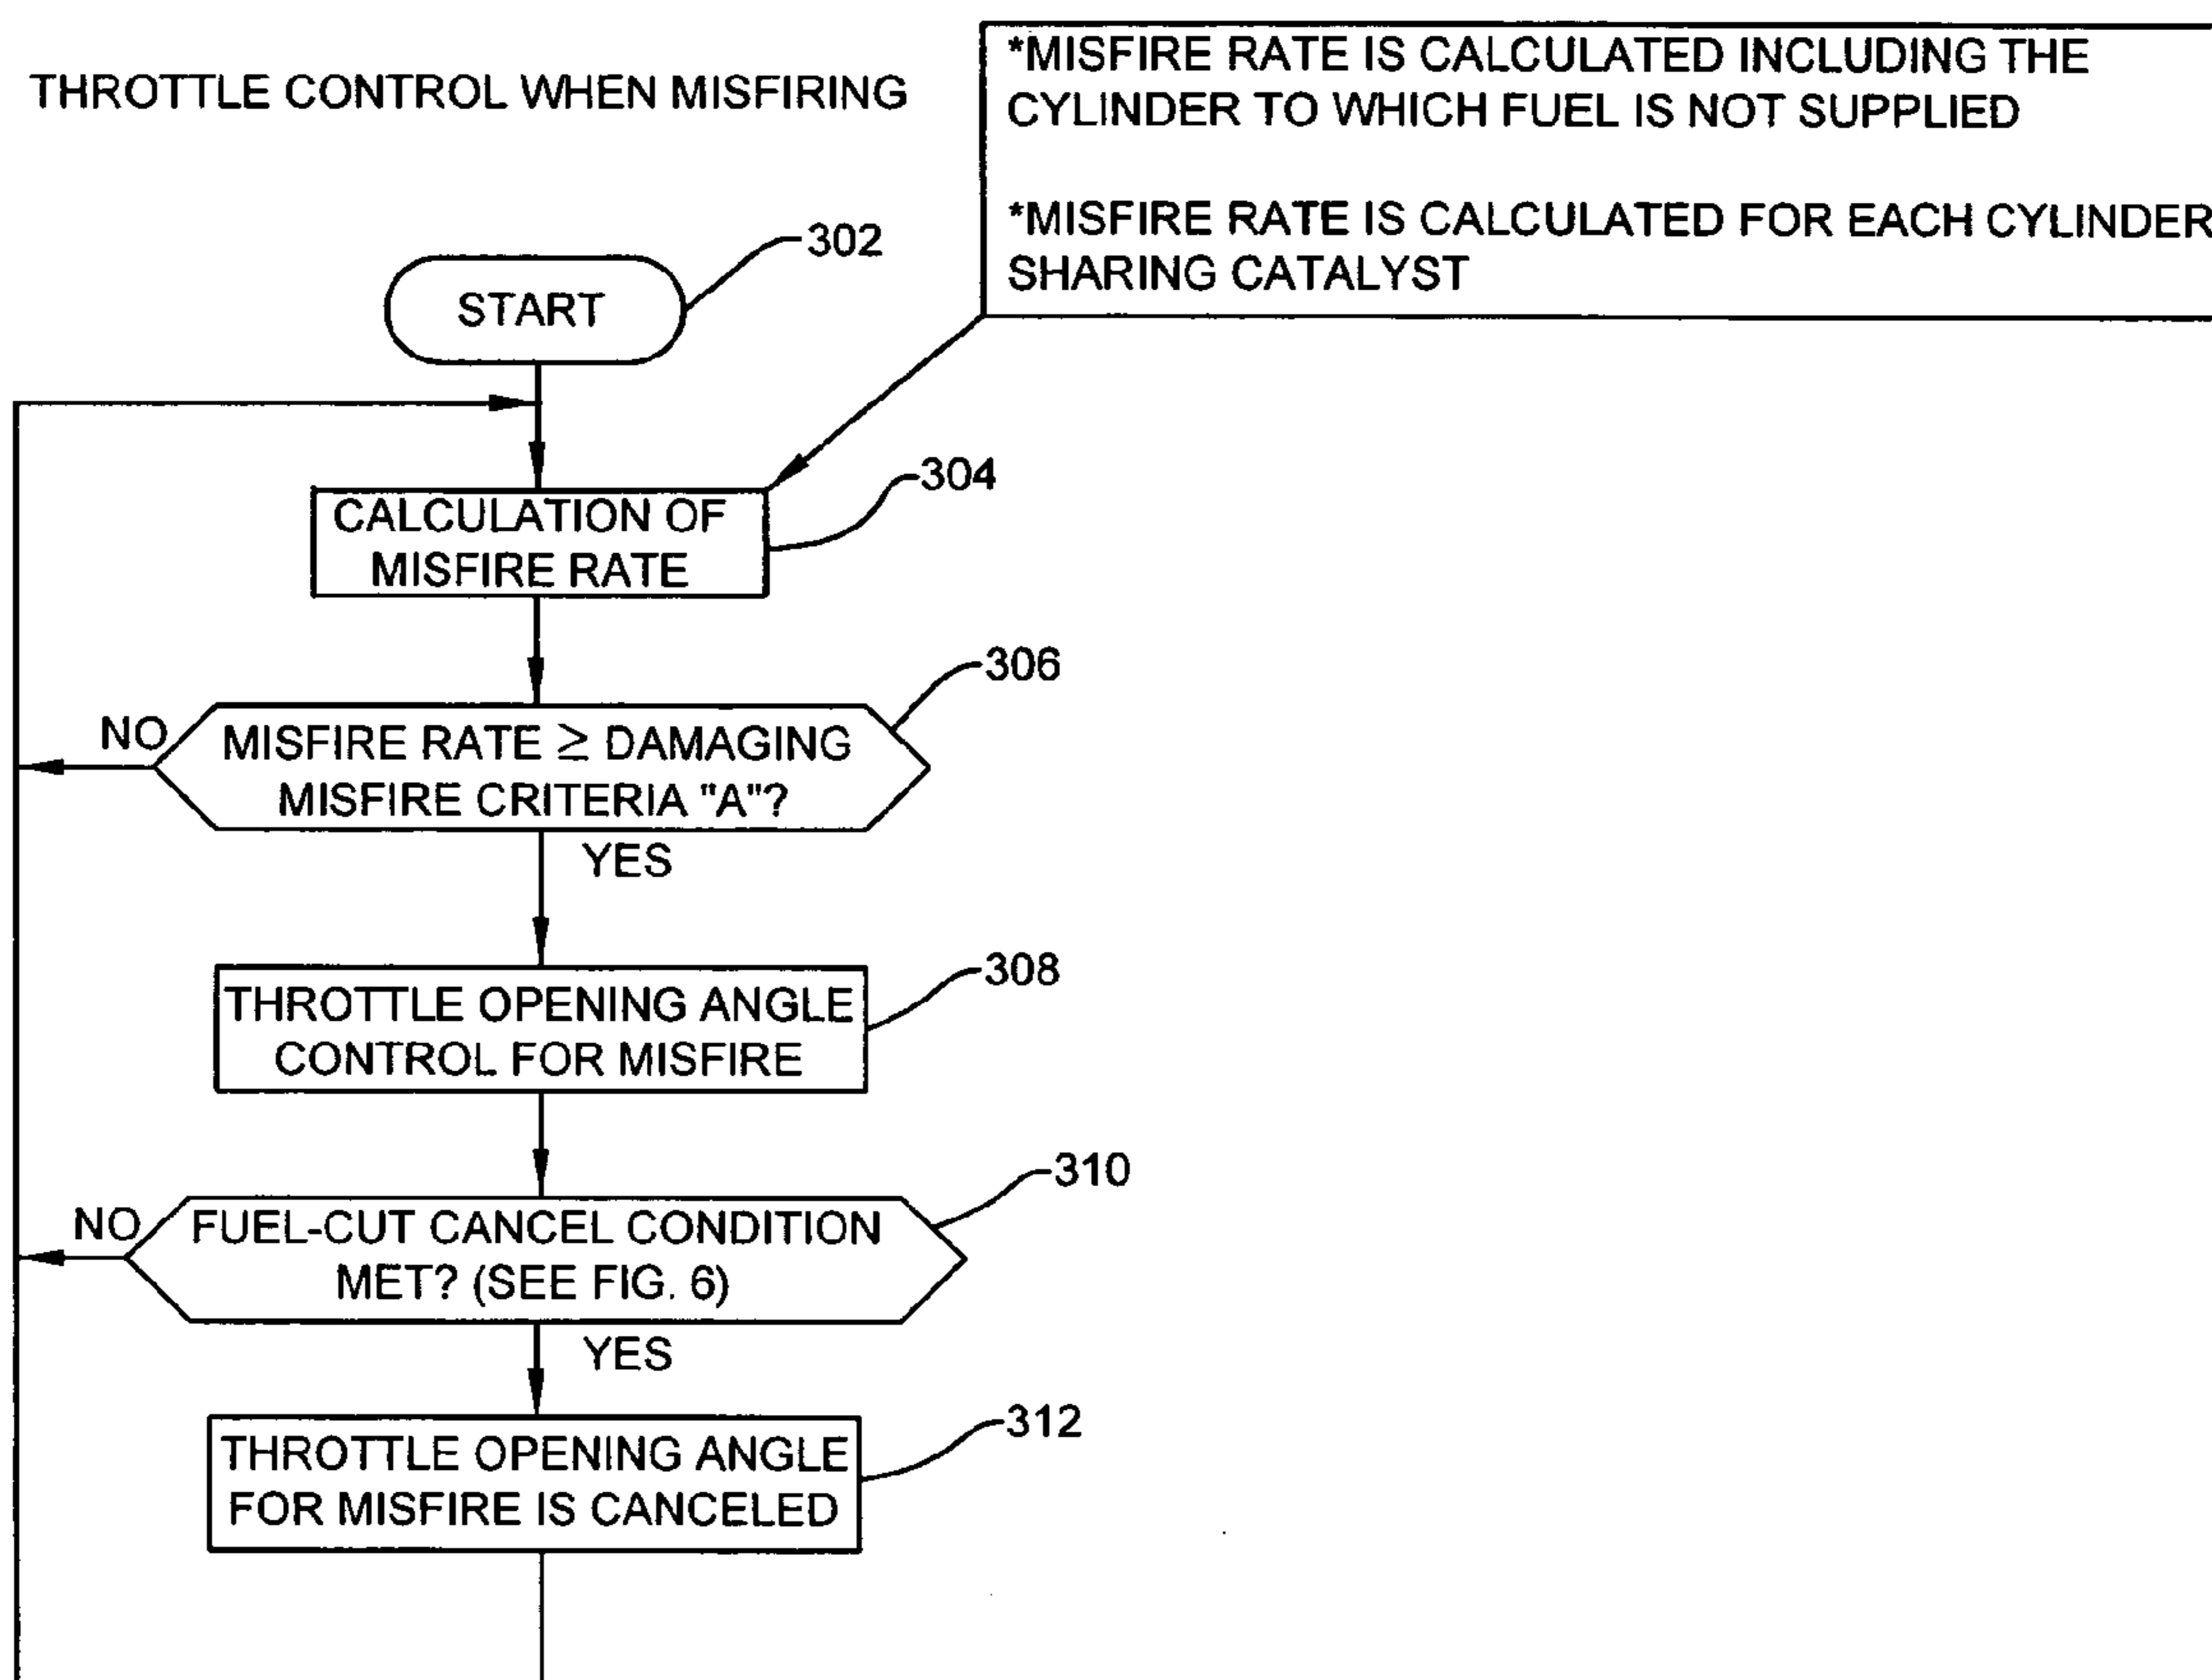 THROTTLE CONTROL WHEN MISFIRING
*MISFIRE RATE IS CALCULATED INCLUDING THE
CYLINDER TO WHICH FUEL IS NOT SUPPLIED
*MISFIRE RATE IS CALCULATED FOR EACH CYLINDER
SHARING CATALYST
302
START
304
CALCULATION OF
MISFIRE RATE
306
NO
MISFIRE RATE ≧ DAMAGING
MISFIRE CRITERIA "A"?
YES
308
THROTTLE OPENING ANGLE
CONTROL FOR MISFIRE
310
NO
FUEL-CUT CANCEL CONDITION
MET? (SEE FIG. 6)
YES
312
THROTTLE OPENING ANGLE
FOR MISFIRE IS CANCELED